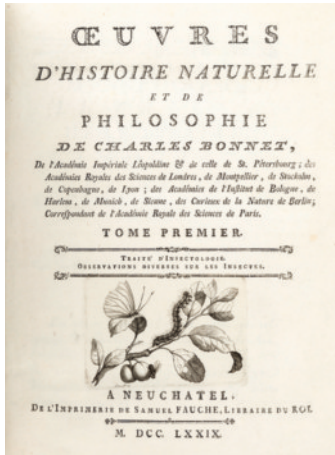 ŒUVRES
D'HISTOIRE NATURELLE
ET DE
PHILOSOPHIE
DE CHARLES BONNET,
De l'Académie Impériale Léopoldine & de celle de St. Pétersbourg ; des
Académies Royales des Sciences de Londres, de Montpellier, de Stockolm,
de Copenhague, de Lyon ; des Académies de l'Institut de Bologne, de
Harlem, de Munich, de Sienne, des Curieux de la Nature de Berlin;
Correspondant de l'Académie Royale des Sciences de Paris.
TOME PREMIER.
TRAITÉ D'INSECTOLOGIE.
OBSERVATIONS DIVERSES SUR LES INSECTES.
A NEUCHATEL,
DE L'IMPRIMERIE DE SAMUEL FAUCHE, LIBRAIRE DU ROI.
M. DCC. LXXIX.